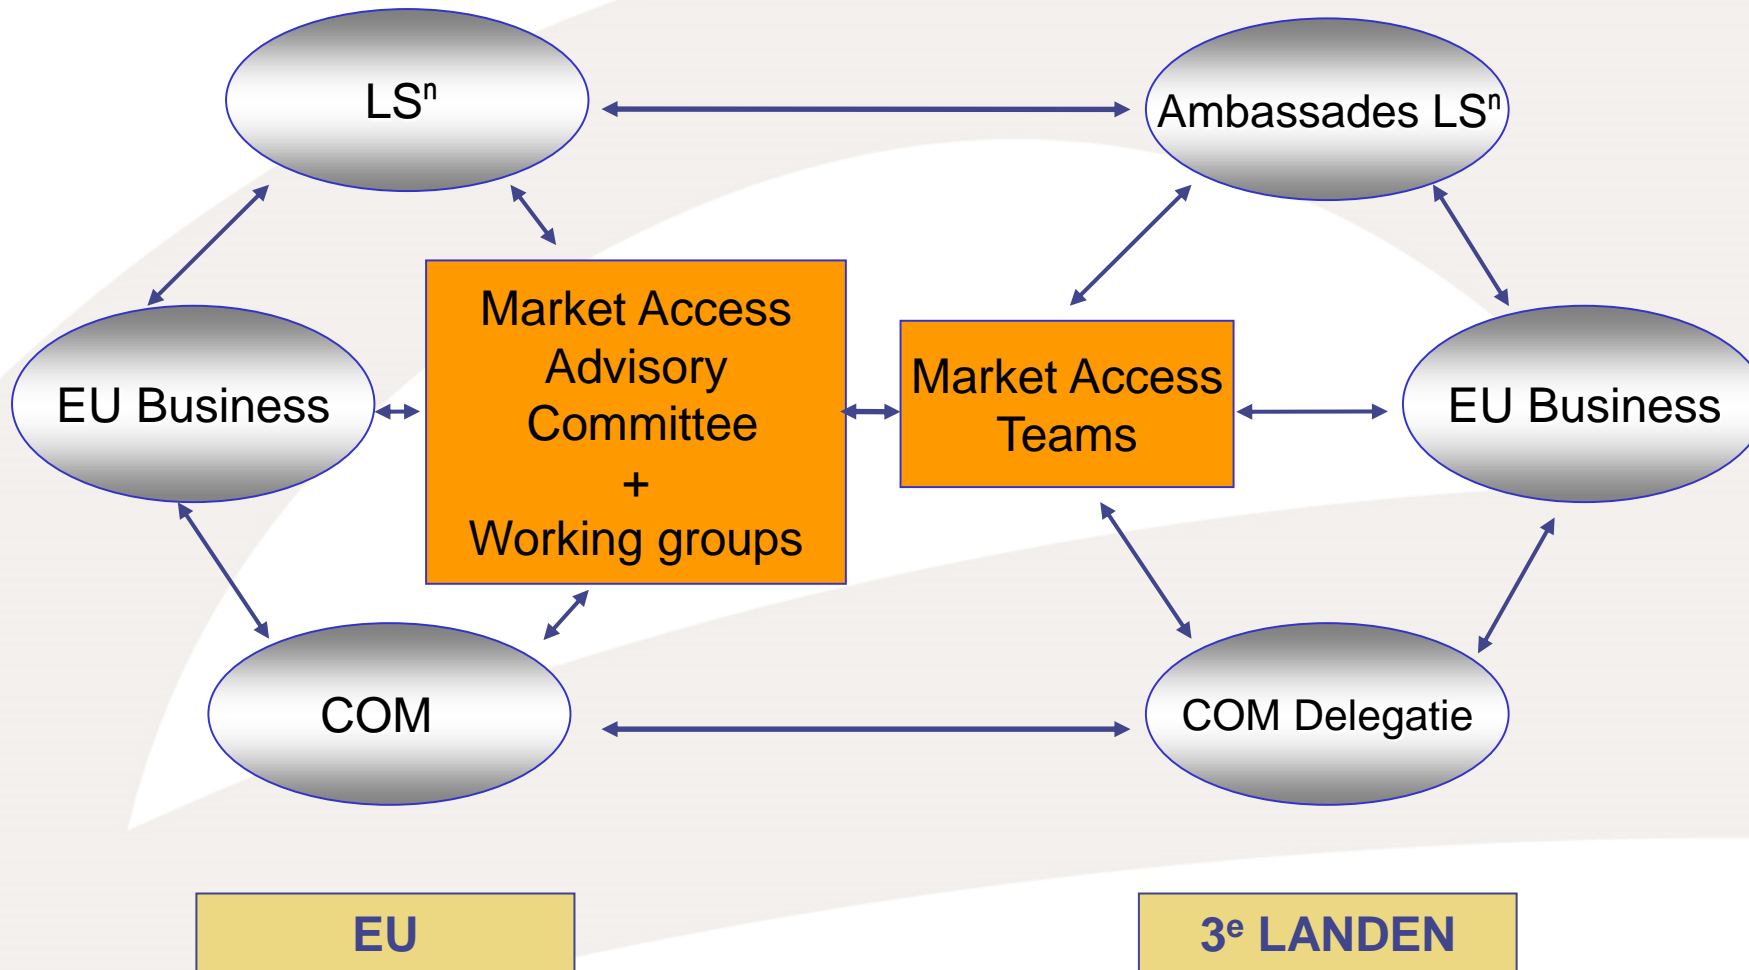 LSⁿ
Ambassades LSⁿ
EU Business
Market Access
Advisory
Committee
+
Working groups
Market Access
Teams
EU Business
COM
COM Delegatie
EU
3ᵉ LANDEN